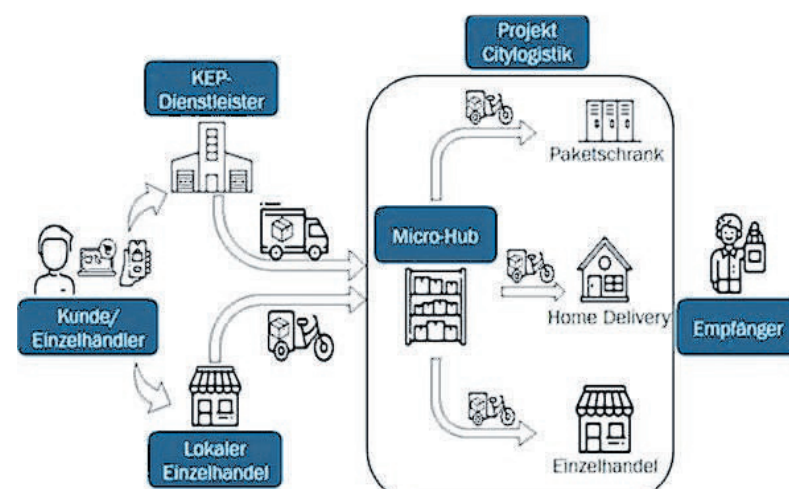 Projekt
Citylogistik
KEP-
Dienstleister
Paketschrank
Micro-Hub
Kunde/
Einzelhändler
Home Delivery
Empfänger
Lokaler
Einzelhandel
Einzelhandel